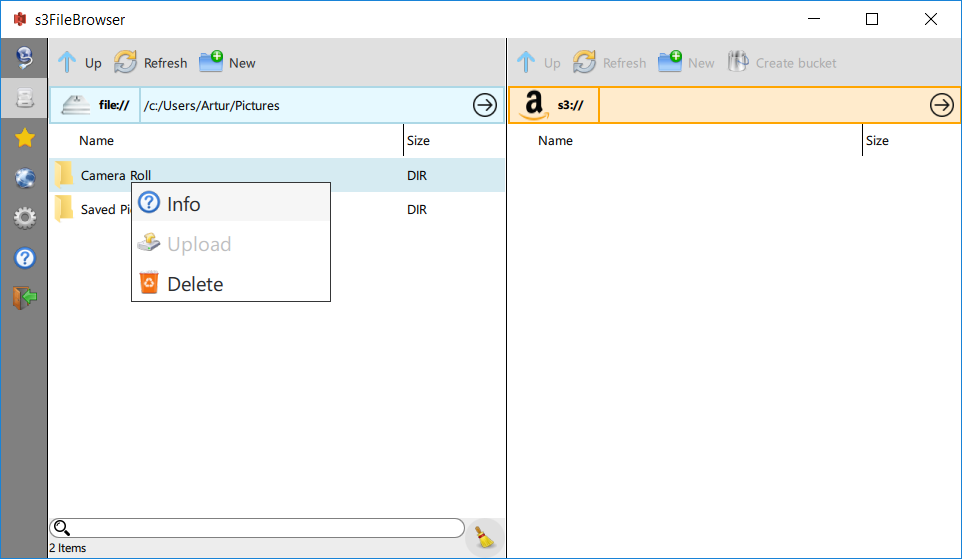 s3FileBrowser
Up Refresh New
Up Refresh New Create bucket
file:// /c:/Users/Artur/Pictures
a s3://
Name Size
Name Size
Camera Roll DIR
Saved DIR
Info
Upload
Delete
2 Items